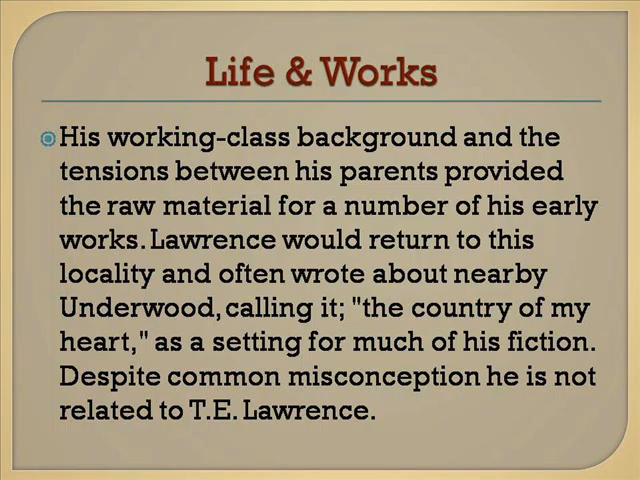 Life & Works
His working-class background and the
tensions between his parents provided
the raw material for a number of his early
works. Lawrence would return to this
locality and often wrote about nearby
Underwood, calling it; "the country of my
heart," as a setting for much of his fiction.
Despite common misconception he is not
related to T.E. Lawrence.